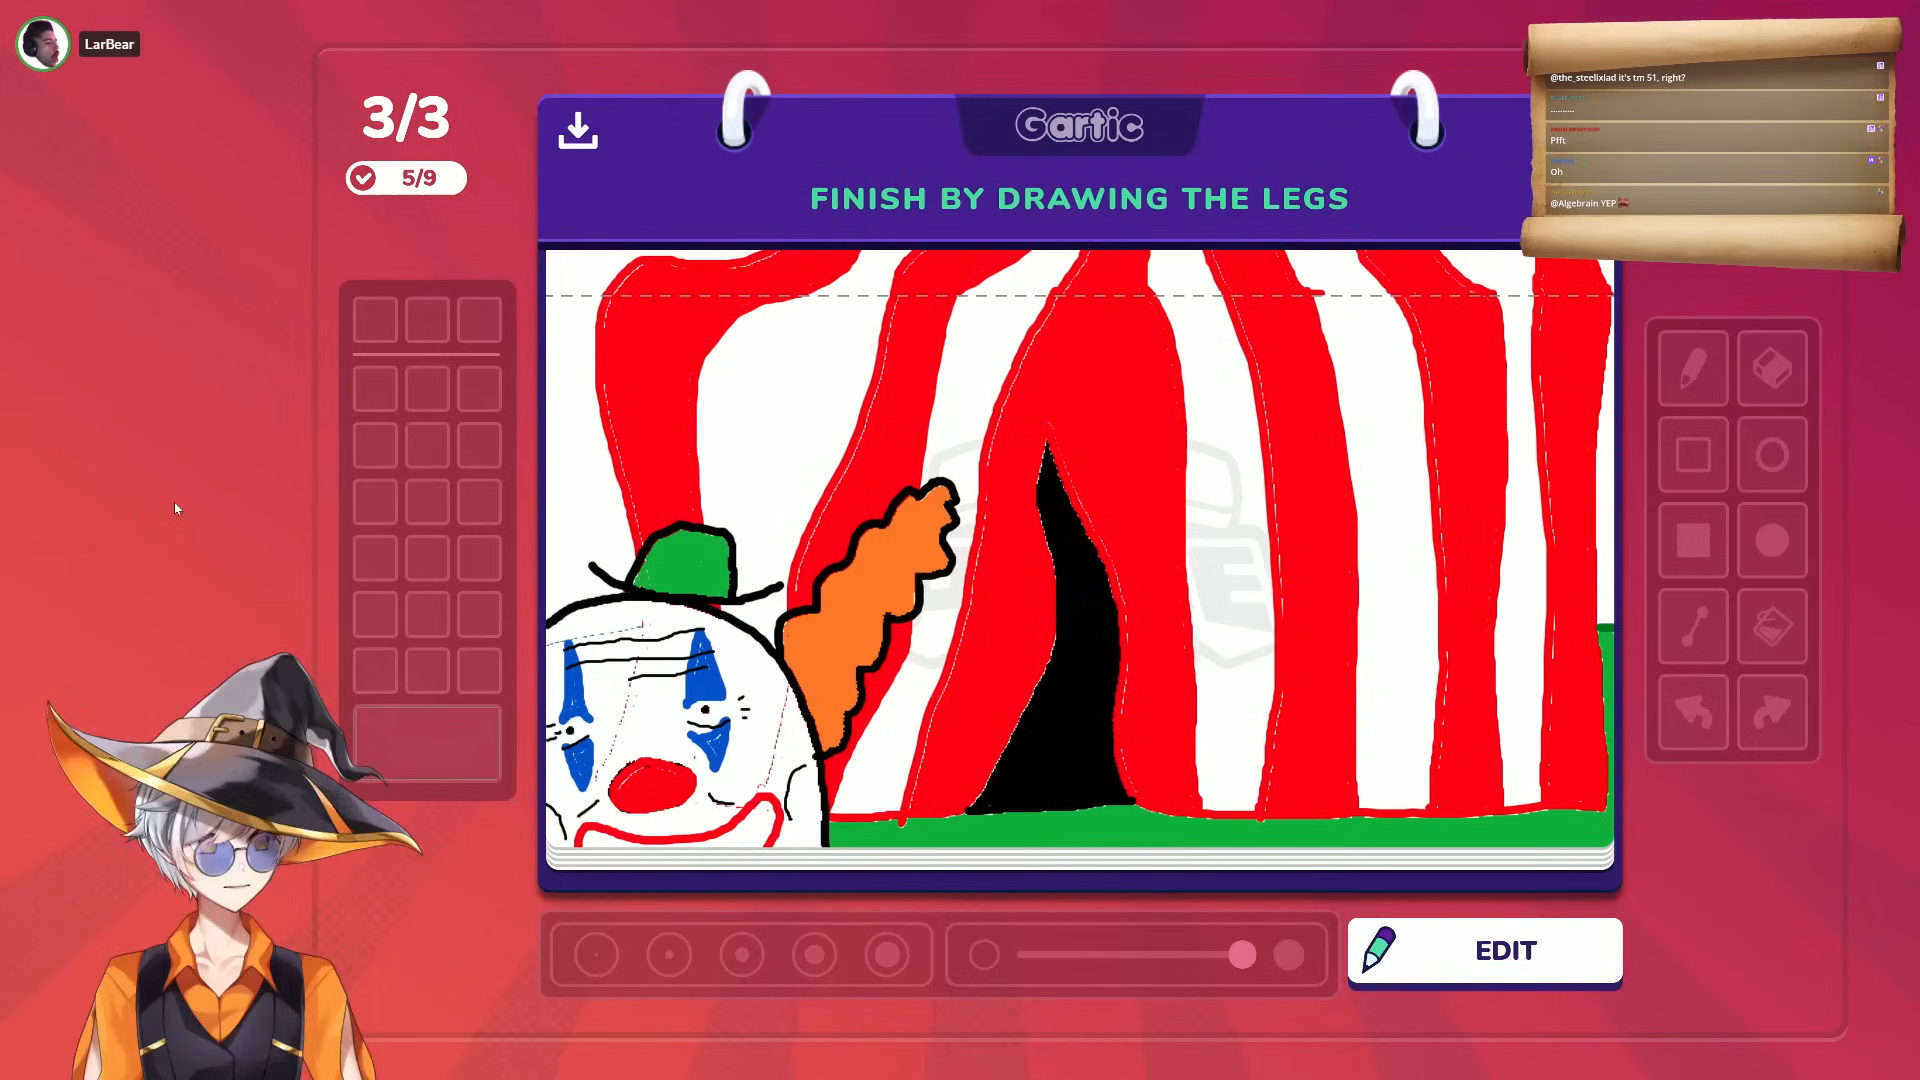 LarBear
3/3
5/9
Gartic
FINISH BY DRAWING THE LEGS
@the_steelixlad it's tm 51, right?
----------
Pfft
Oh
@Algebrain YEP
EDIT